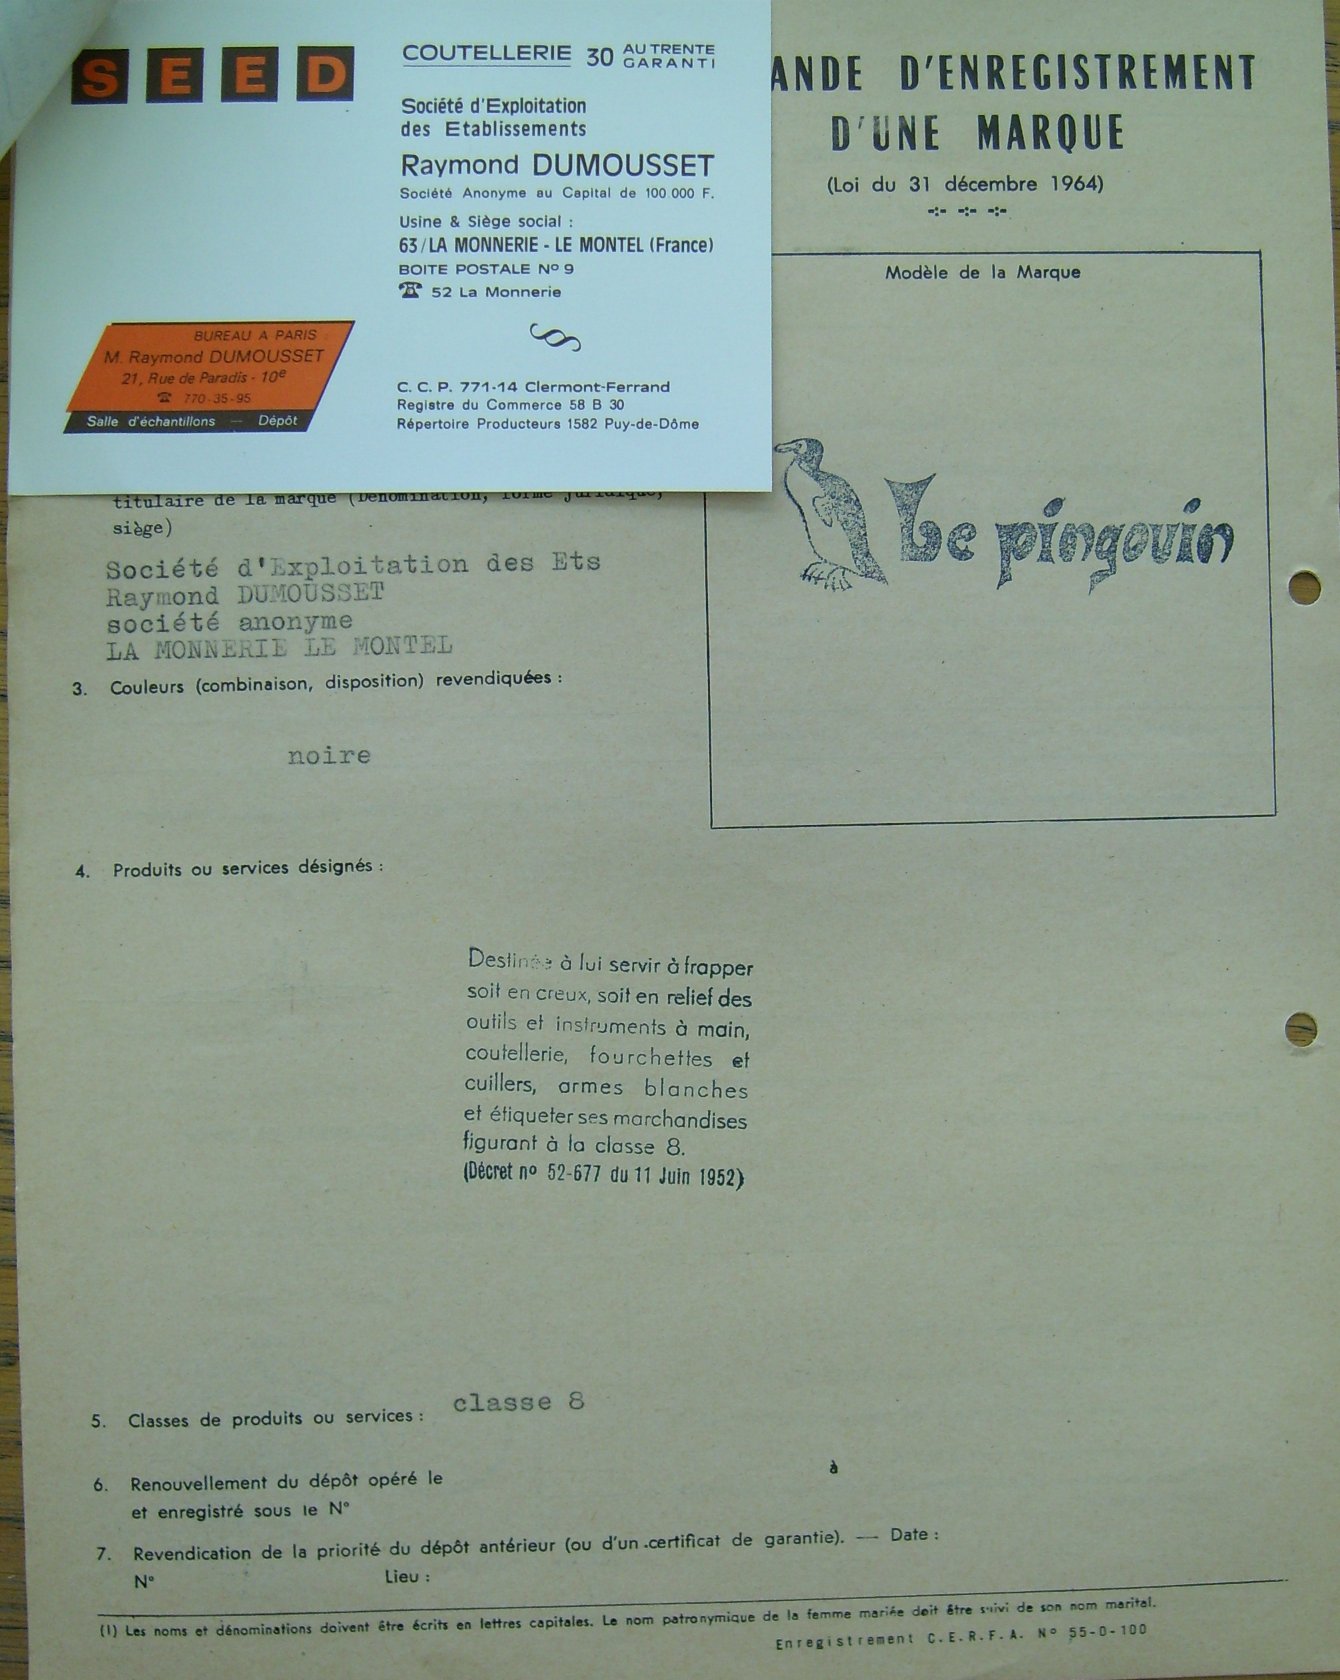 SEED
COUTELLERIE 30 AU TRENTE GARANTI
Société d'Exploitation
des Etablissements
Raymond DUMOUSSET
Société Anonyme au Capital de 100 000 F.
Usine & Siège social :
63/LA MONNERIE - LE MONTEL (France)
BOITE POSTALE Nº 9
☎ 52 La Monnerie
BUREAU A PARIS
M. Raymond DUMOUSSET
21, Rue de Paradis - 10e
☎ 770-35-95
Salle d'échantillons — Dépôt
C. C. P. 771-14 Clermont-Ferrand
Registre du Commerce 58 B 30
Répertoire Producteurs 1582 Puy-de-Dôme
ANDE D'ENREGISTREMENT
D'UNE MARQUE
(Loi du 31 décembre 1964)
Modèle de la Marque
Le pingouin
titulaire de la marque (Dénomination, forme juridique,
siège)
Société d'Exploitation des Ets
Raymond DUMOUSSET
société anonyme
LA MONNERIE LE MONTEL
3. Couleurs (combinaison, disposition) revendiquées :
noire
4. Produits ou services désignés :
Destinée à lui servir à frapper
soit en creux, soit en relief des
outils et instruments à main,
coutellerie, fourchettes et
cuillers, armes blanches
et étiqueter ses marchandises
figurant à la classe 8.
(Décret nº 52-677 du 11 Juin 1952)
5. Classes de produits ou services : classe 8
6. Renouvellement du dépôt opéré le à
et enregistré sous le N°
7. Revendication de la priorité du dépôt antérieur (ou d'un certificat de garantie). — Date :
N° Lieu :
(1) Les noms et dénominations doivent être écrits en lettres capitales. Le nom patronymique de la femme mariée doit être suivi de son nom marital.
Enregistrement C.E.R.F.A. N° 55-0-100